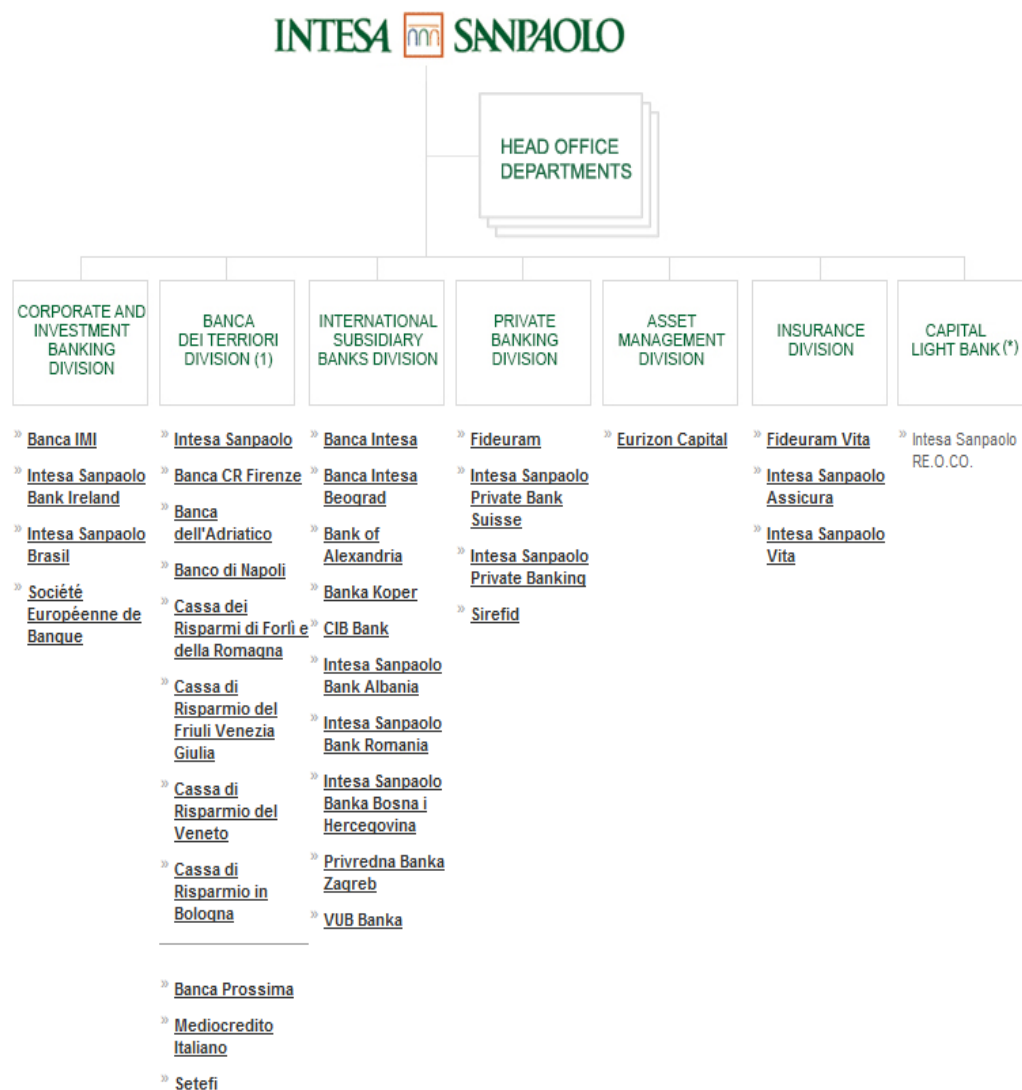 INTESA SANPAOLO
HEAD OFFICE
DEPARTMENTS
CORPORATE AND
INVESTMENT
BANKING
DIVISION
BANCA
DEI TERRIORI
DIVISION (1)
INTERNATIONAL
SUBSIDIARY
BANKS DIVISION
PRIVATE
BANKING
DIVISION
ASSET
MANAGEMENT
DIVISION
INSURANCE
DIVISION
CAPITAL
LIGHT BANK (*)
» Banca IMI
» Intesa Sanpaolo
Bank Ireland
» Intesa Sanpaolo
Brasil
» Société
Européenne de
Banque
» Intesa Sanpaolo
» Banca CR Firenze
» Banca
dell'Adriatico
» Banco di Napoli
» Cassa dei
Risparmi di Forlì e
della Romagna
» Cassa di
Risparmio del
Friuli Venezia
Giulia
» Cassa di
Risparmio del
Veneto
» Cassa di
Risparmio in
Bologna
» Banca Prossima
» Mediocredito
Italiano
» Setefi
» Banca Intesa
» Banca Intesa
Beograd
» Bank of
Alexandria
» Banka Koper
» CIB Bank
» Intesa Sanpaolo
Bank Albania
» Intesa Sanpaolo
Bank Romania
» Intesa Sanpaolo
Banka Bosna i
Hercegovina
» Privredna Banka
Zagreb
» VUB Banka
» Fideuram
» Intesa Sanpaolo
Private Bank
Suisse
» Intesa Sanpaolo
Private Banking
» Sirefid
» Eurizon Capital
» Fideuram Vita
» Intesa Sanpaolo
Assicura
» Intesa Sanpaolo
Vita
» Intesa Sanpaolo
RE.O.CO.